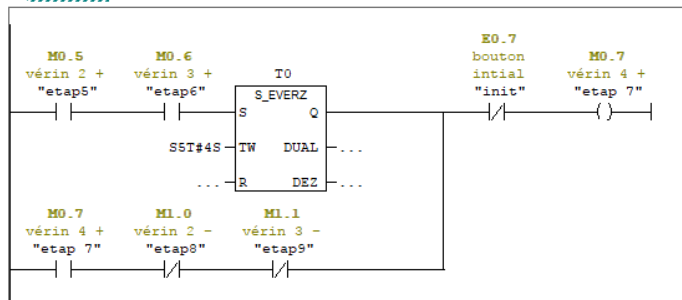 E0.7
M0.5 M0.6 bouton M0.7
vérin 2 + vérin 3 + T0 intial vérin 4 +
"etap5" "etap6" S_EVERZ "init" "etap 7"
S Q
S5T#4S TW DUAL ...
... R DEZ ...
M0.7 M1.0 M1.1
vérin 4 + vérin 2 - vérin 3 -
"etap 7" "etap8" "etap9"